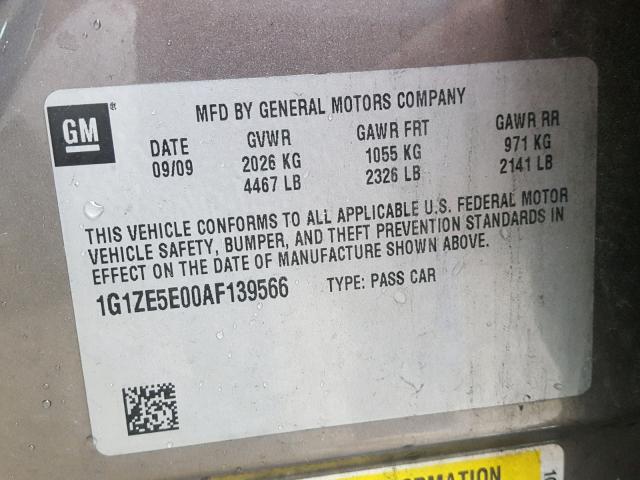 GM
MFD BY GENERAL MOTORS COMPANY
DATE GVWR GAWR FRT GAWR RR
09/09 2026 KG 1055 KG 971 KG
4467 LB 2326 LB 2141 LB
THIS VEHICLE CONFORMS TO ALL APPLICABLE U.S. FEDERAL MOTOR
VEHICLE SAFETY, BUMPER, AND THEFT PREVENTION STANDARDS IN
EFFECT ON THE DATE OF MANUFACTURE SHOWN ABOVE.
1G1ZE5E00AF139566 TYPE: PASS CAR